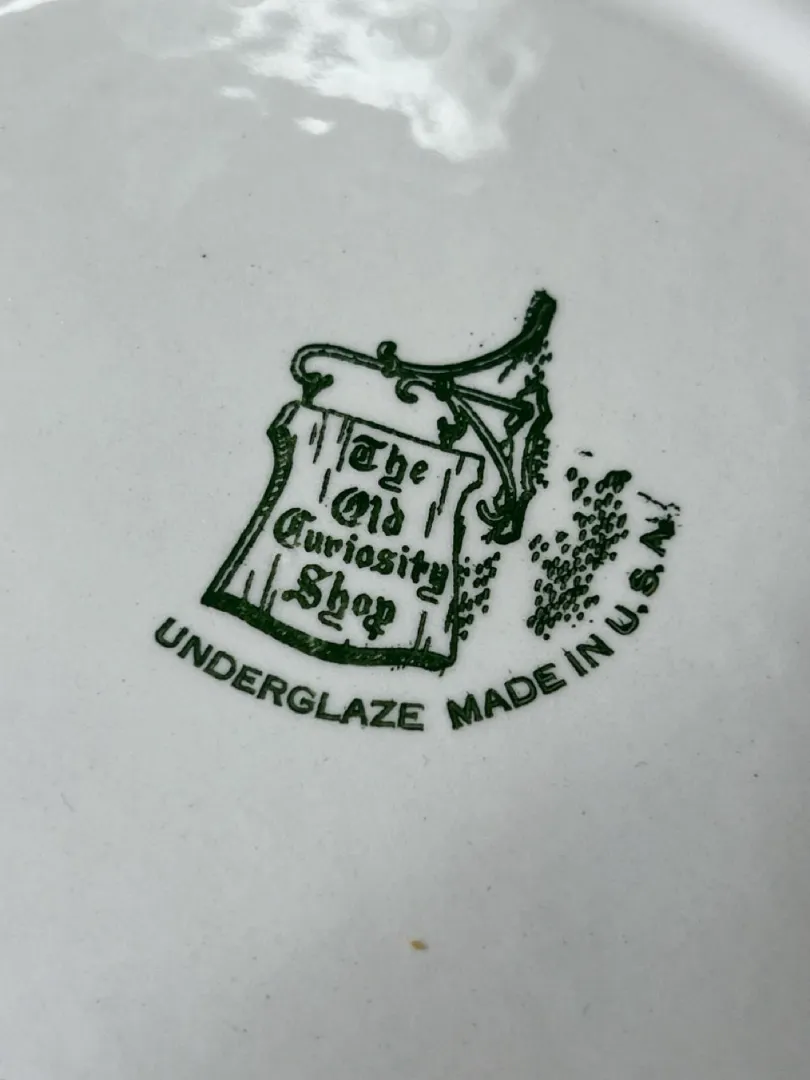 The
Old
Curiosity
Shop
UNDERGLAZE MADE IN U.S.A.